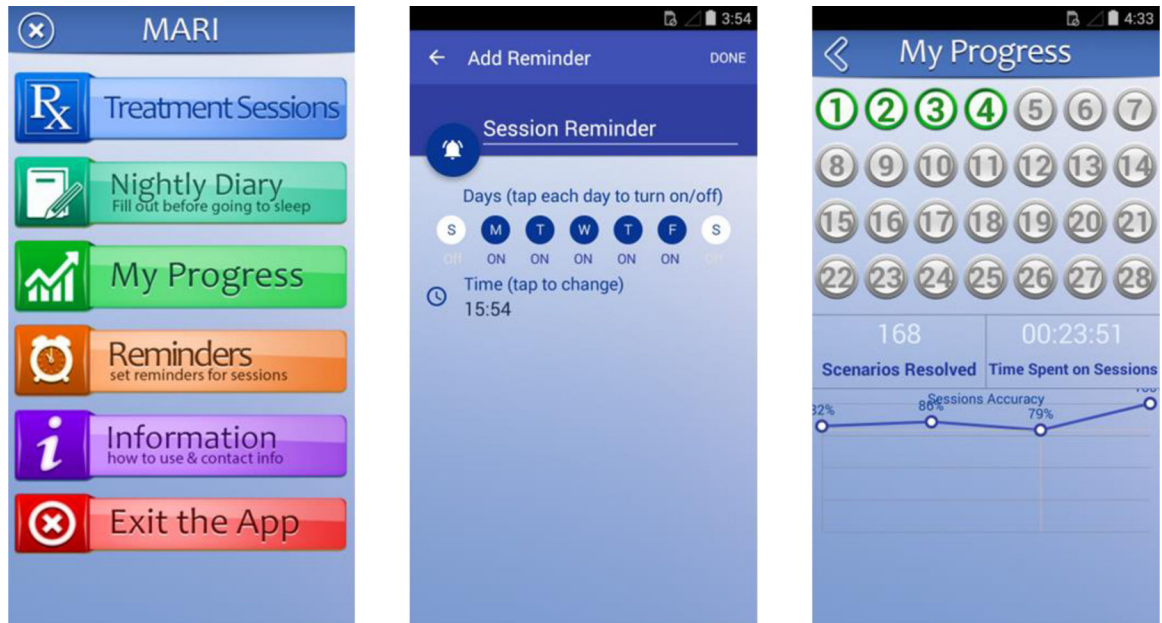 MARI
Rx Treatment Sessions
Nightly Diary
Fill out before going to sleep
My Progress
Reminders
set reminders for sessions
i Information
how to use & contact info
Exit the App
3:54
Add Reminder DONE
Session Reminder
Days (tap each day to turn on/off)
S M T W T F S
Off ON ON ON ON ON Off
Time (tap to change)
15:54
4:33
My Progress
1 2 3 4 5 6 7
8 9 10 11 12 13 14
15 16 17 18 19 20 21
22 23 24 25 26 27 28
168 00:23:51
Scenarios Resolved Time Spent on Sessions
Sessions Accuracy
86% 79%